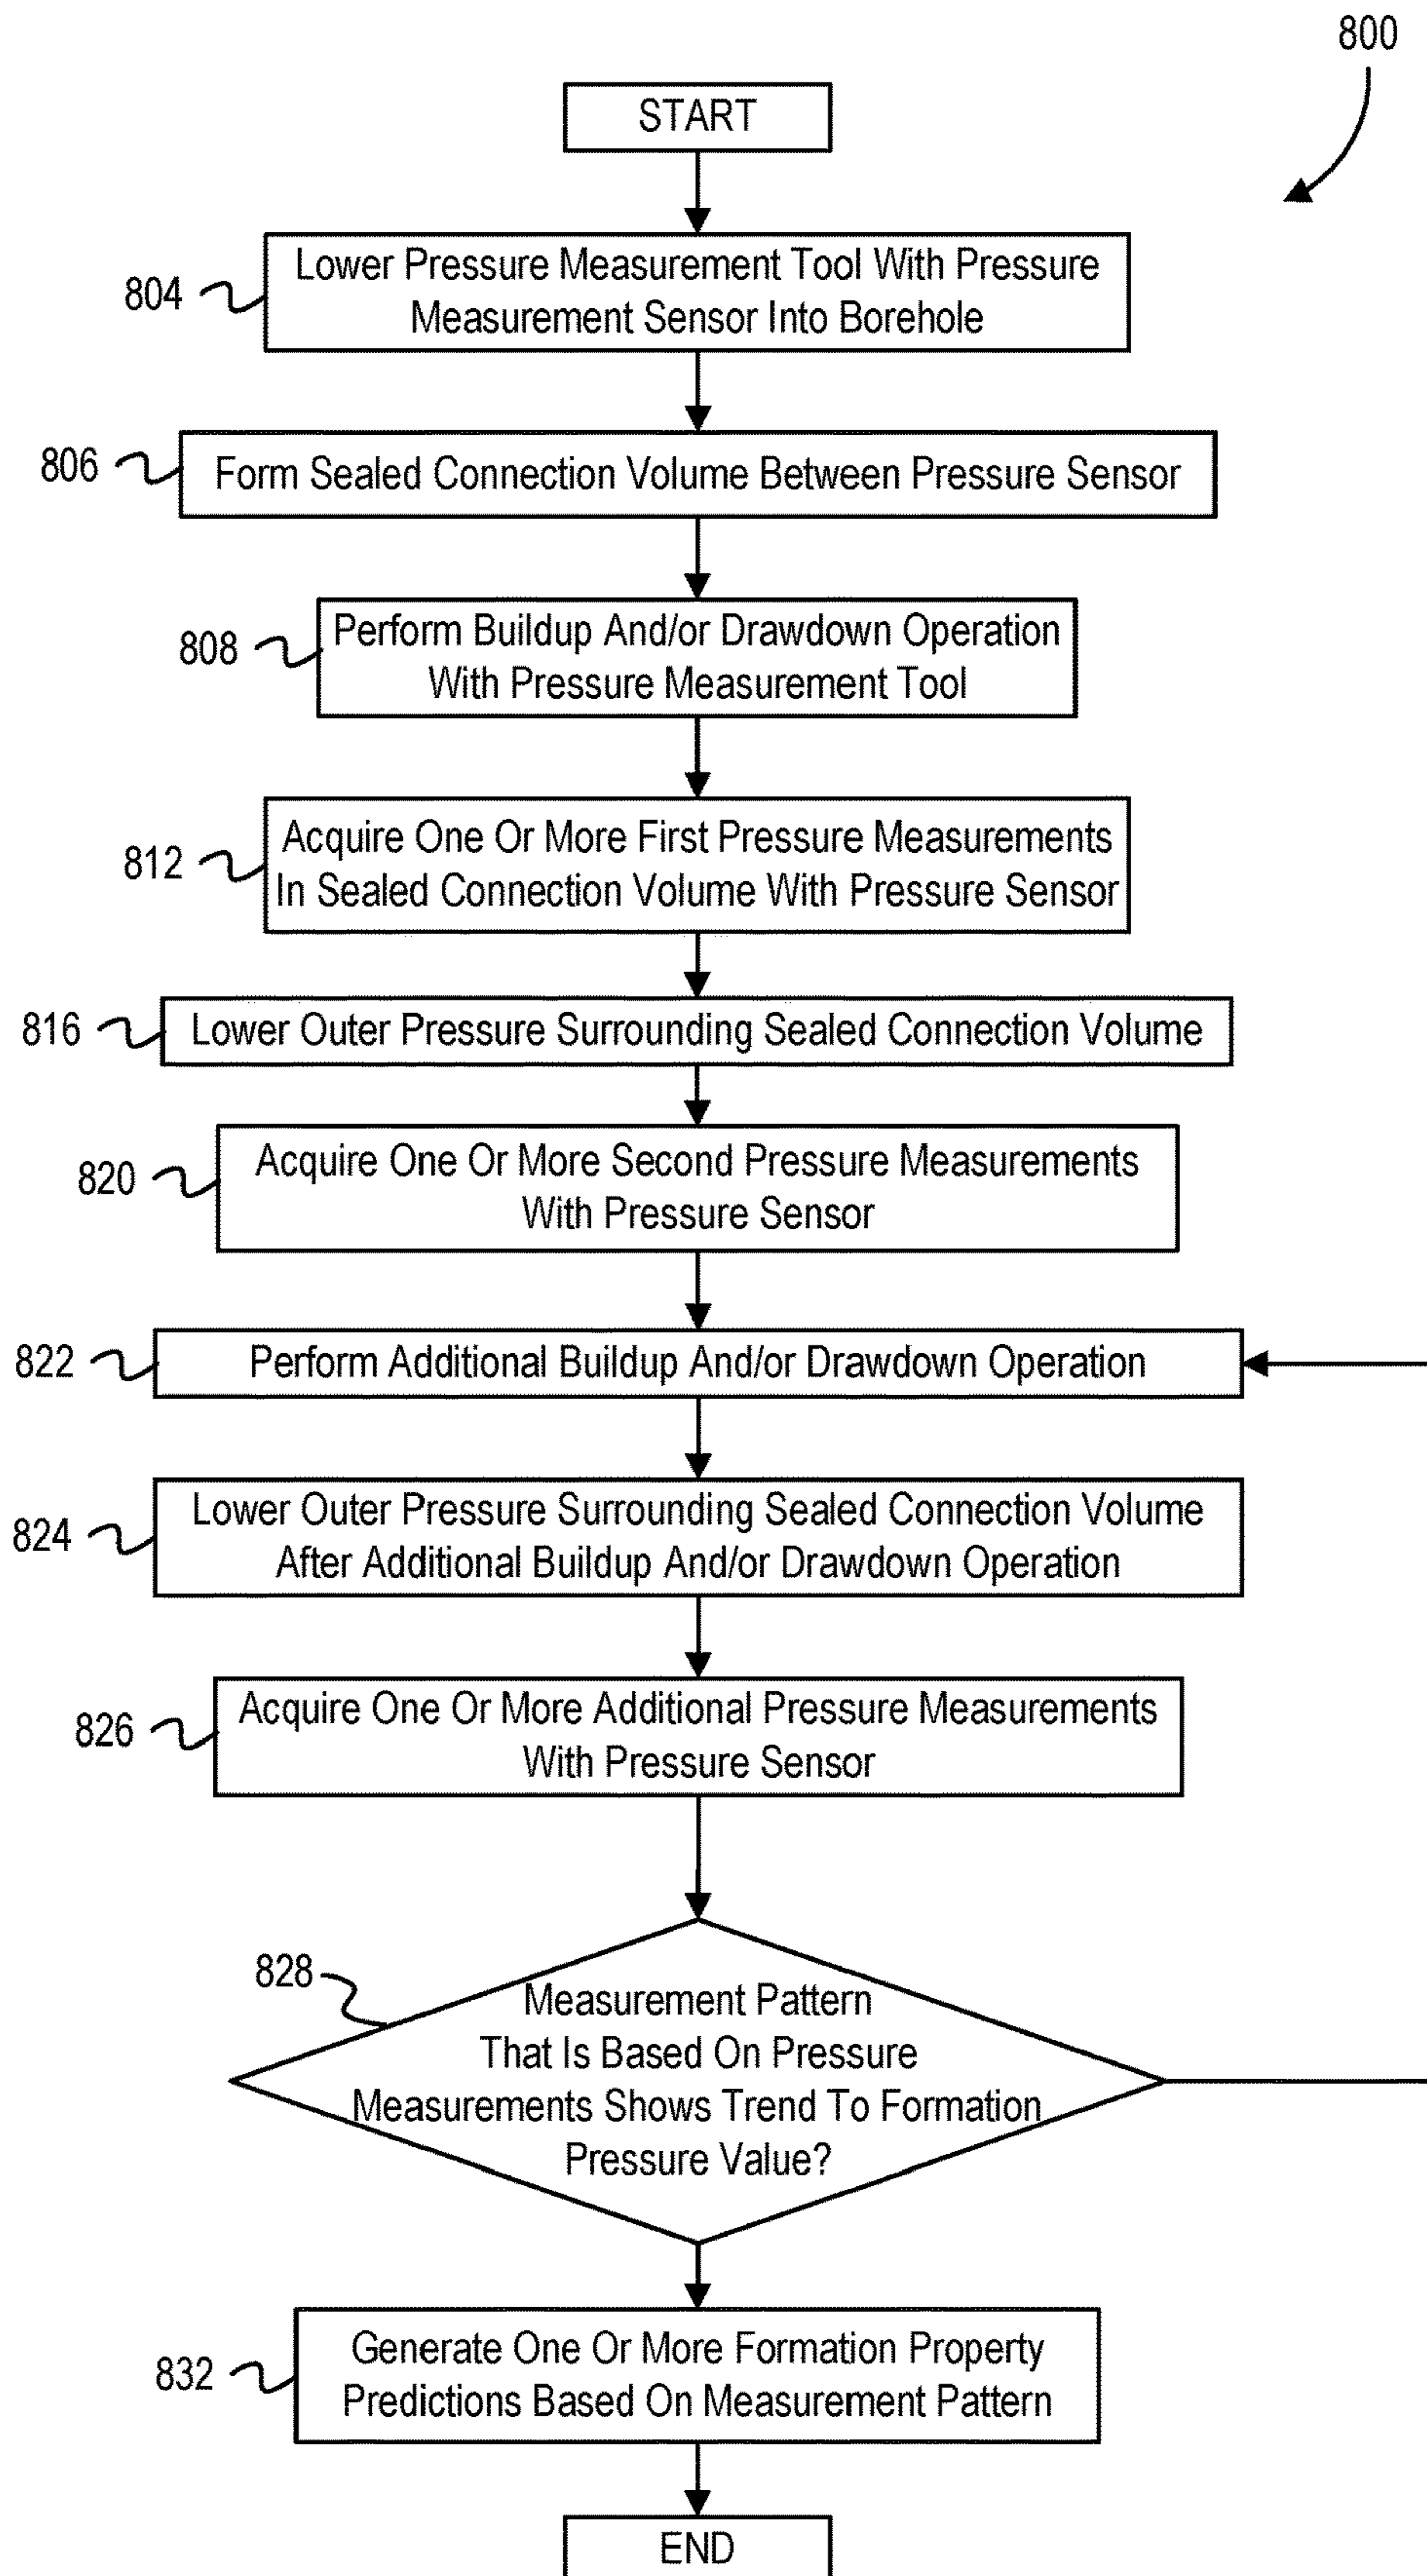 800
START
804
Lower Pressure Measurement Tool With Pressure
Measurement Sensor Into Borehole
806
Form Sealed Connection Volume Between Pressure Sensor
808
Perform Buildup And/or Drawdown Operation
With Pressure Measurement Tool
812
Acquire One Or More First Pressure Measurements
In Sealed Connection Volume With Pressure Sensor
816
Lower Outer Pressure Surrounding Sealed Connection Volume
820
Acquire One Or More Second Pressure Measurements
With Pressure Sensor
822
Perform Additional Buildup And/or Drawdown Operation
824
Lower Outer Pressure Surrounding Sealed Connection Volume
After Additional Buildup And/or Drawdown Operation
826
Acquire One Or More Additional Pressure Measurements
With Pressure Sensor
828
Measurement Pattern
That Is Based On Pressure
Measurements Shows Trend To Formation
Pressure Value?
832
Generate One Or More Formation Property
Predictions Based On Measurement Pattern
END